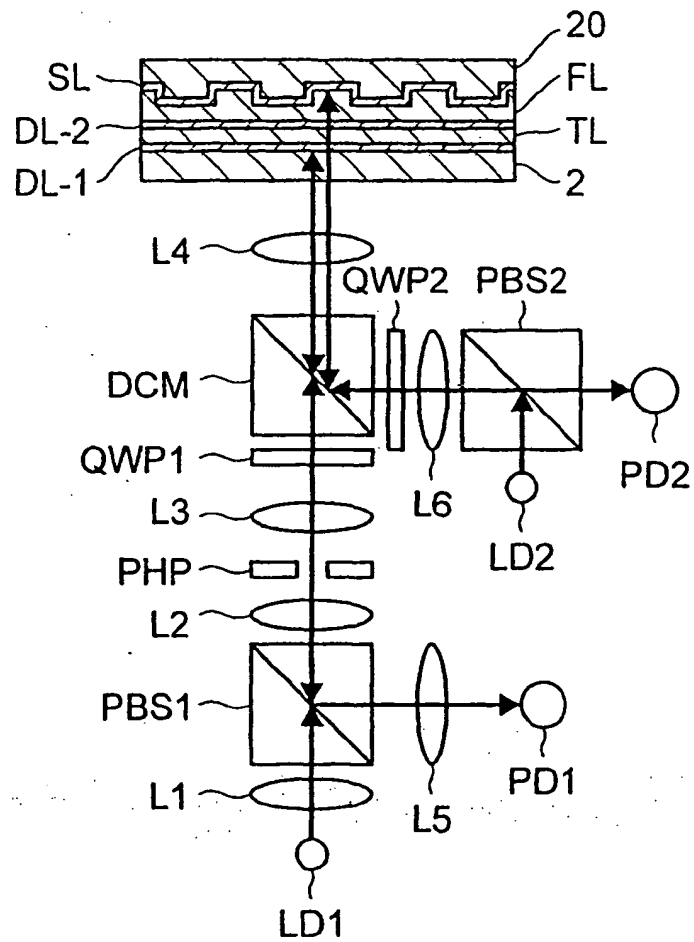 20
SL
FL
DL-2
TL
DL-1
2
L4
QWP2
PBS2
DCM
QWP1
L6
PD2
L3
LD2
PHP
L2
PBS1
L1
L5
PD1
LD1